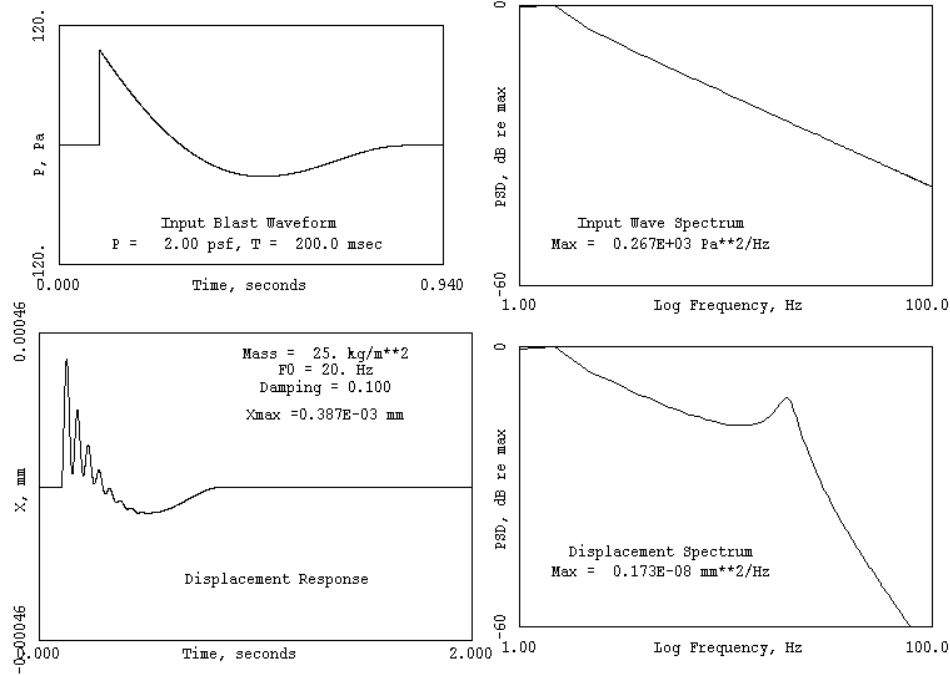 120.
P, Pa
-120.
Input Blast Waveform
P =   2.00 psf, T =  200.0 msec
0.000
Time, seconds
0.940
0
PSD, dB re max
-60
Input Wave Spectrum
Max =  0.267E+03 Pa**2/Hz
1.00
Log Frequency, Hz
100.0
0.00046
X, mm
-0.00046
Mass =  25. kg/m**2
F0 = 20. Hz
Damping = 0.100
Xmax =0.387E-03 mm
Displacement Response
0.000
Time, seconds
2.000
0
PSD, dB re max
-60
Displacement Spectrum
Max =  0.173E-08 mm**2/Hz
1.00
Log Frequency, Hz
100.0